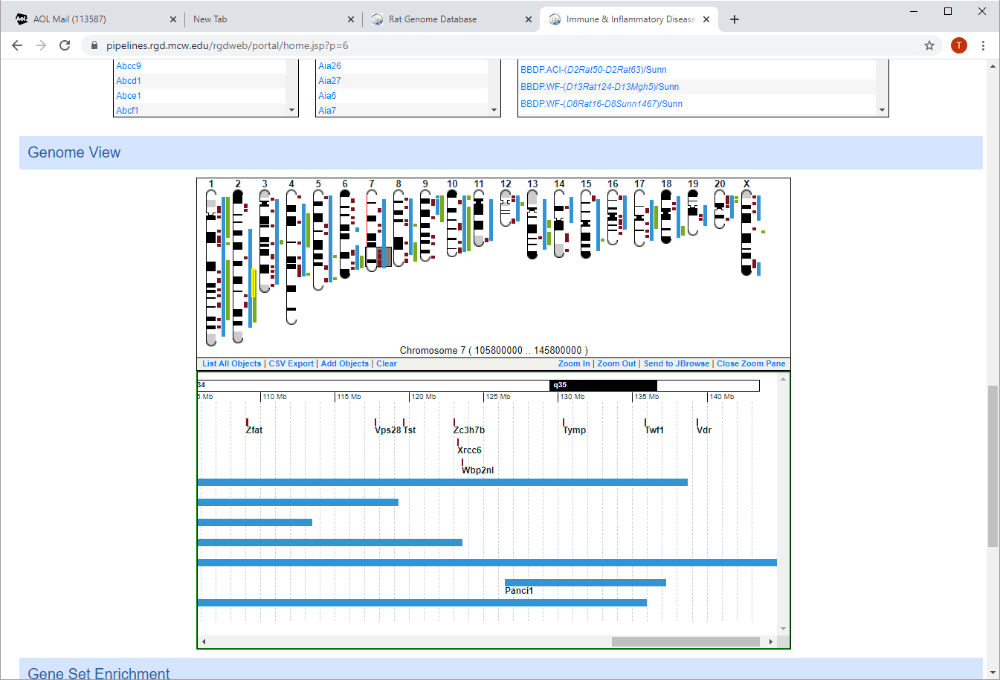 Aol. AOL Mail (113587)
New Tab
Rat Genome Database
Immune & Inflammatory Disease
pipelines.rgd.mcw.edu/rgdweb/portal/home.jsp?p=6
T
Abcc9
Abcd1
Abce1
Abcf1
Aia26
Aia27
Aia6
Aia7
BBDP.ACI-(D2Rat50-D2Rat63)/Sunn
BBDP.WF-(D13Rat124-D13Mgh5)/Sunn
BBDP.WF-(D8Rat16-D8Sunn1467)/Sunn
Genome View
1 2 3 4 5 6 7 8 9 10 11 12 13 14 15 16 17 18 19 20 X
Chromosome 7 ( 105800000 .. 145800000 )
List All Objects | CSV Export | Add Objects | Clear
Zoom In | Zoom Out | Send to JBrowse | Close Zoom Pane
34 q35
5 Mb 110 Mb 115 Mb 120 Mb 125 Mb 130 Mb 135 Mb 140 Mb
Zfat Vps28 Tst Zc3h7b Tymp Twf1 Vdr
Xrcc6
Wbp2nl
Panci1
Gene Set Enrichment